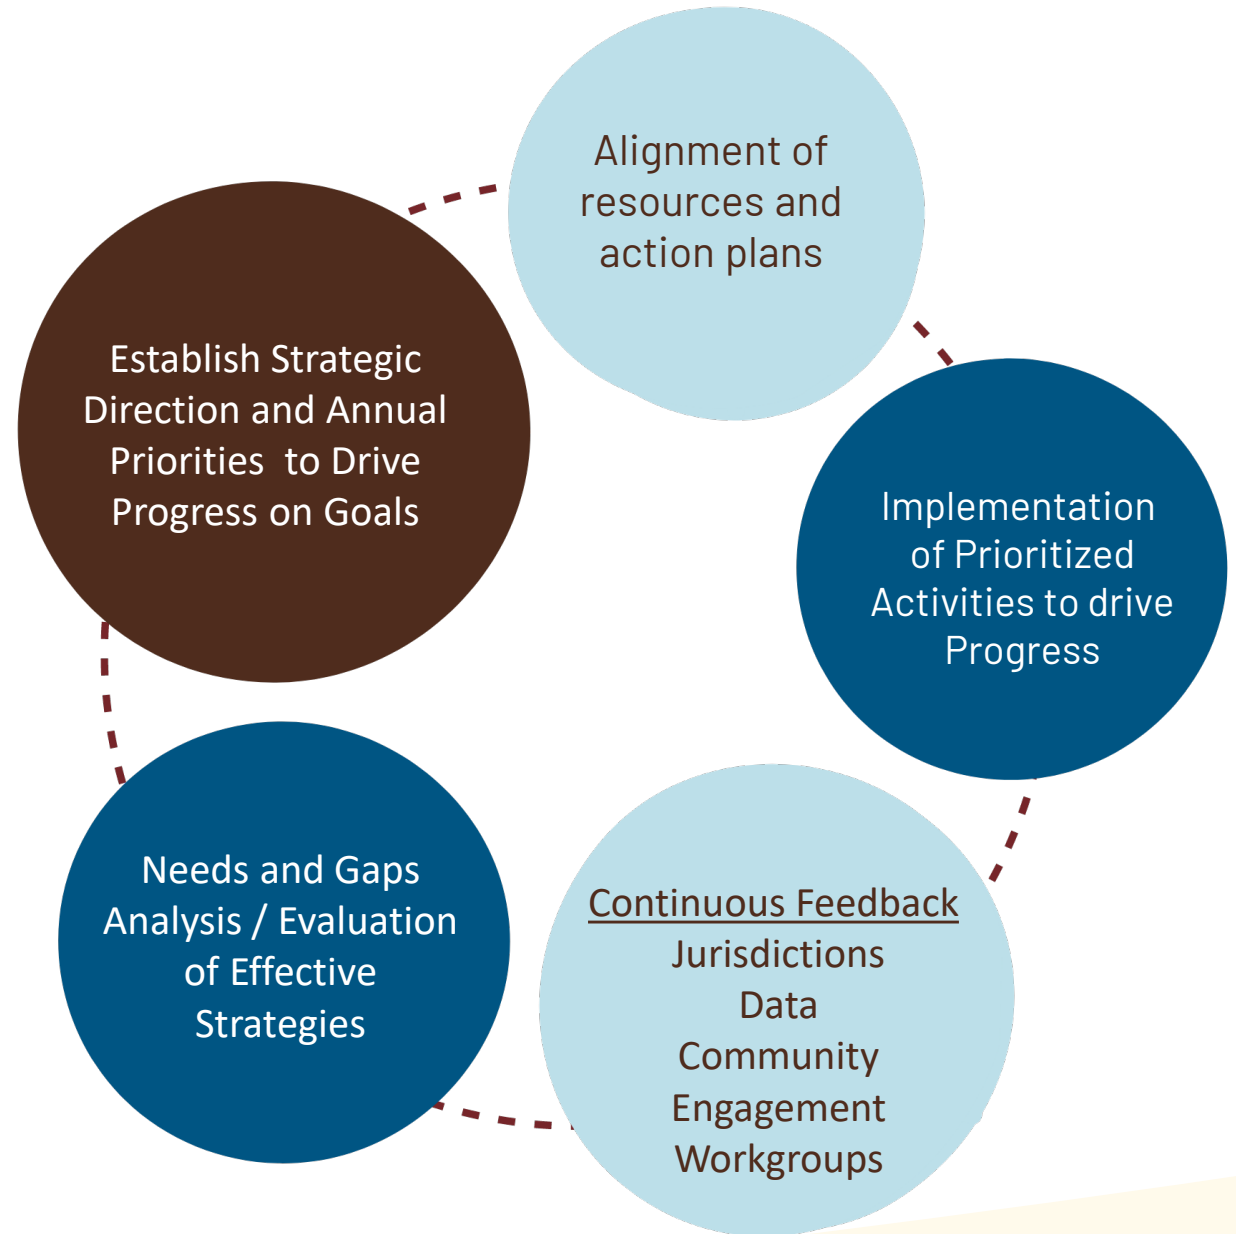 Alignment of
resources and
action plans
Establish Strategic
Direction and Annual
Priorities  to Drive
Progress on Goals
Implementation
of Prioritized
Activities to drive
Progress
Needs and Gaps
Analysis / Evaluation
of Effective
Strategies
Continuous Feedback
Jurisdictions
Data
Community
Engagement
Workgroups